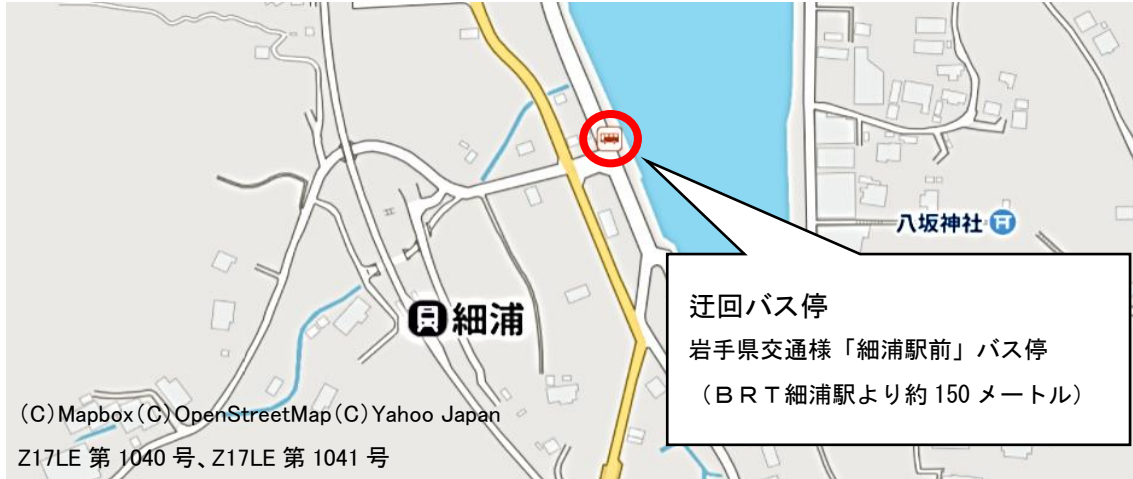 八坂神社
細浦
迂回バス停
岩手県交通様「細浦駅前」バス停
（ＢＲＴ細浦駅より約 150 メートル）
(C)Mapbox(C)OpenStreetMap(C)Yahoo Japan
Z17LE 第 1040 号、Z17LE 第 1041 号